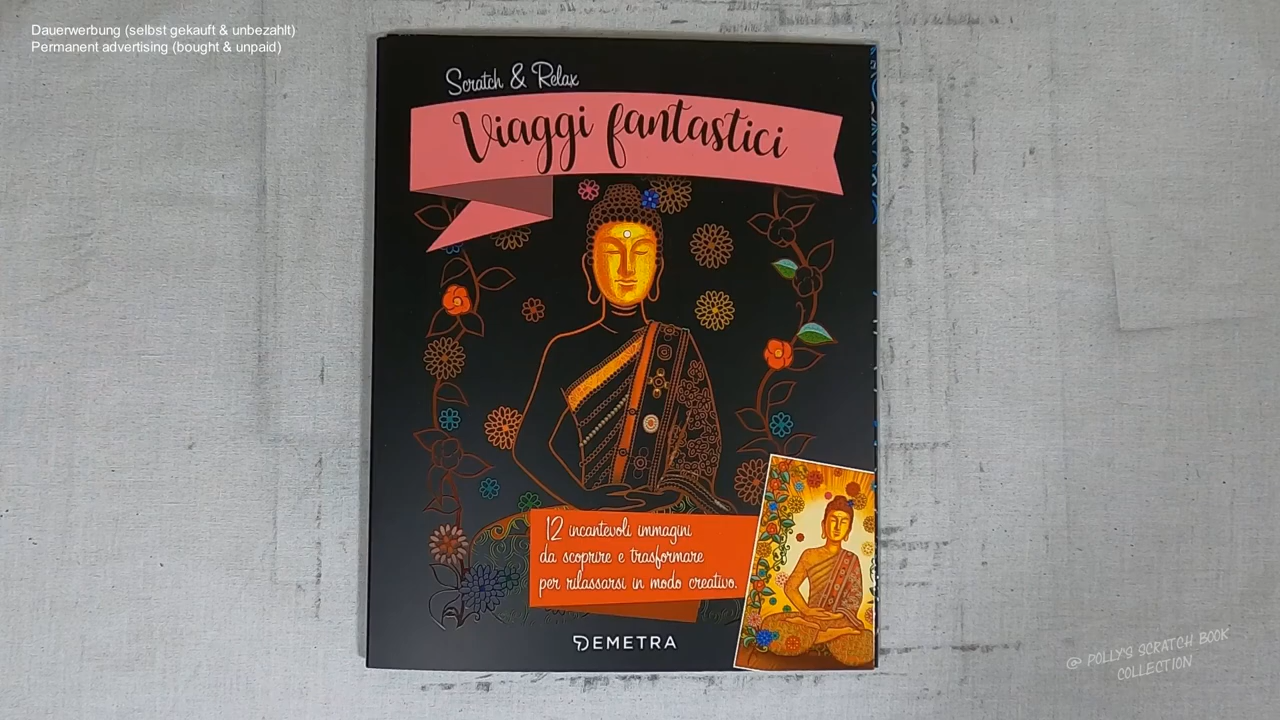 Dauerwerbung (selbst gekauft & unbezahlt)
Permanent advertising (bought & unpaid)
Scratch & Relax
Viaggi fantastici
12 incantevoli immagini
da scoprire e trasformare
per rilassarsi in modo creativo.
DEMETRA
@ POLLY'S SCRATCH BOOK
COLLECTION